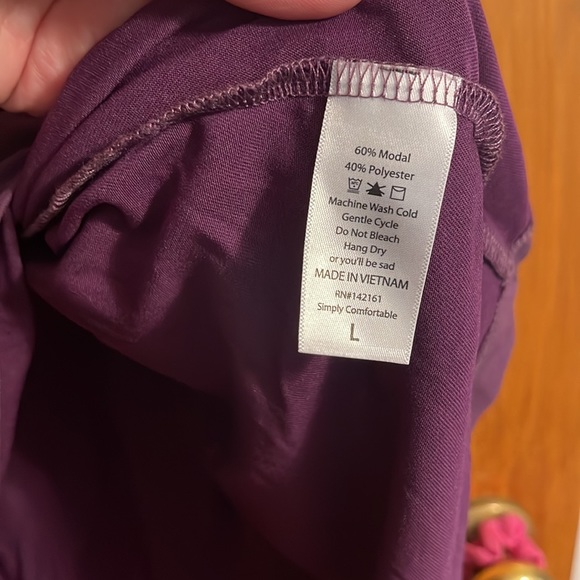 60% Modal
40% Polyester
Machine Wash Cold
Gentle Cycle
Do Not Bleach
Hang Dry
or you'll be sad
MADE IN VIETNAM
RN#142161
Simply Comfortable
L